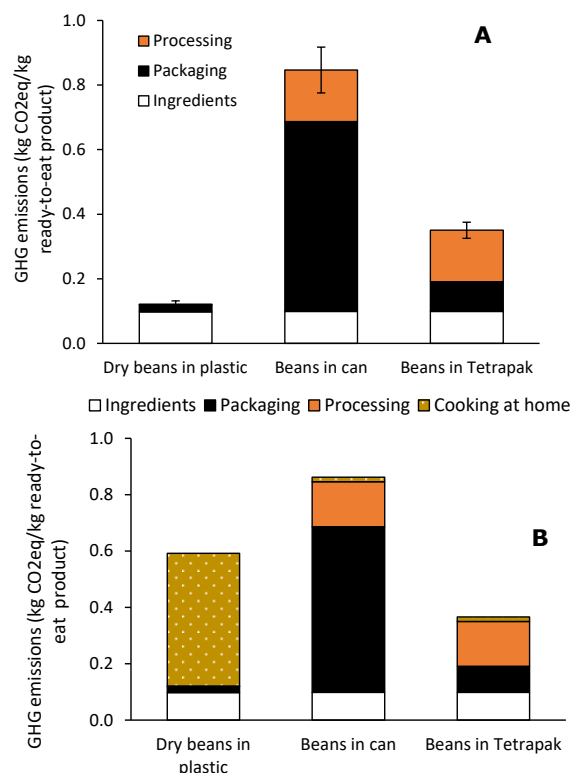 GHG emissions (kg CO2eq/kg
ready-to-eat product)
1.0
0.8
0.6
0.4
0.2
0.0
Processing
Packaging
Ingredients
A
Dry beans in plastic Beans in can Beans in Tetrapak
Ingredients Packaging Processing Cooking at home
GHG emissions (kg CO2eq/kg ready-to-
eat product)
1.0
0.8
0.6
0.4
0.2
0.0
B
Dry beans in
plastic
Beans in can
Beans in Tetrapak